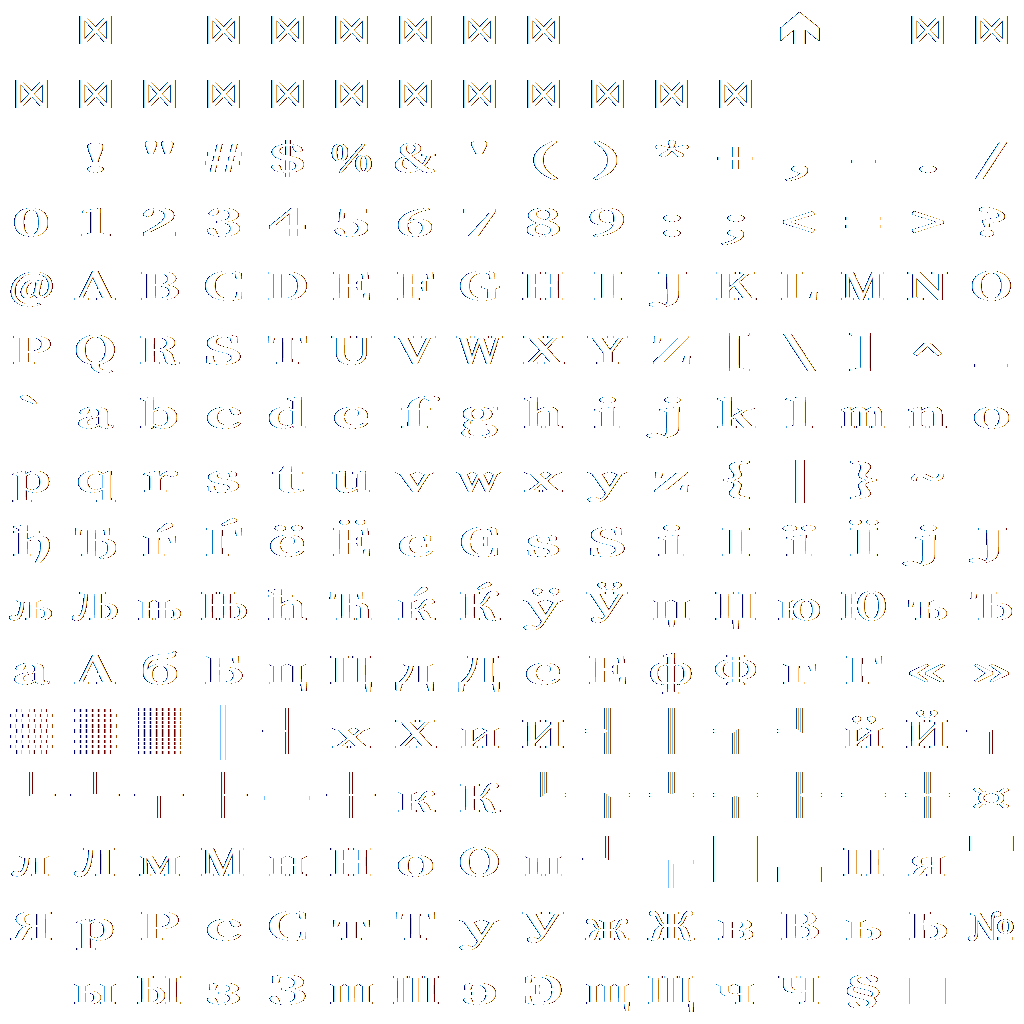 ↑
! " # $ % & ' ( ) * + , - . /
0 1 2 3 4 5 6 7 8 9 : ; < = > ?
@ A B C D E F G H I J K L M N O
P Q R S T U V W X Y Z [ \ ] ^ _
` a b c d e f g h i j k l m n o
p q r s t u v w x y z { | } ~
ђ Ђ ѓ Ѓ ё Ё є Є ѕ Ѕ і І ї Ї ј Ј
љ Љ њ Њ ћ Ћ ќ Ќ ў Ў џ Џ ю Ю ъ Ъ
а А б Б ц Ц д Д е Е ф Ф г Г « »
░ ▒ ▓ │ ┤ х Х и И ╣ ║ ╗ ╝ й Й ┐
└ ┴ ┬ ├ ─ ┼ к К ╚ ╔ ╩ ╦ ╠ ═ ╬ ¤
л Л м М н Н о О п ┘ ┌ █ ▄ П я ▀
Я р Р с С т Т у У ж Ж в В ь Ь №
ы Ы з З ш Ш э Э щ Щ ч Ч § ■